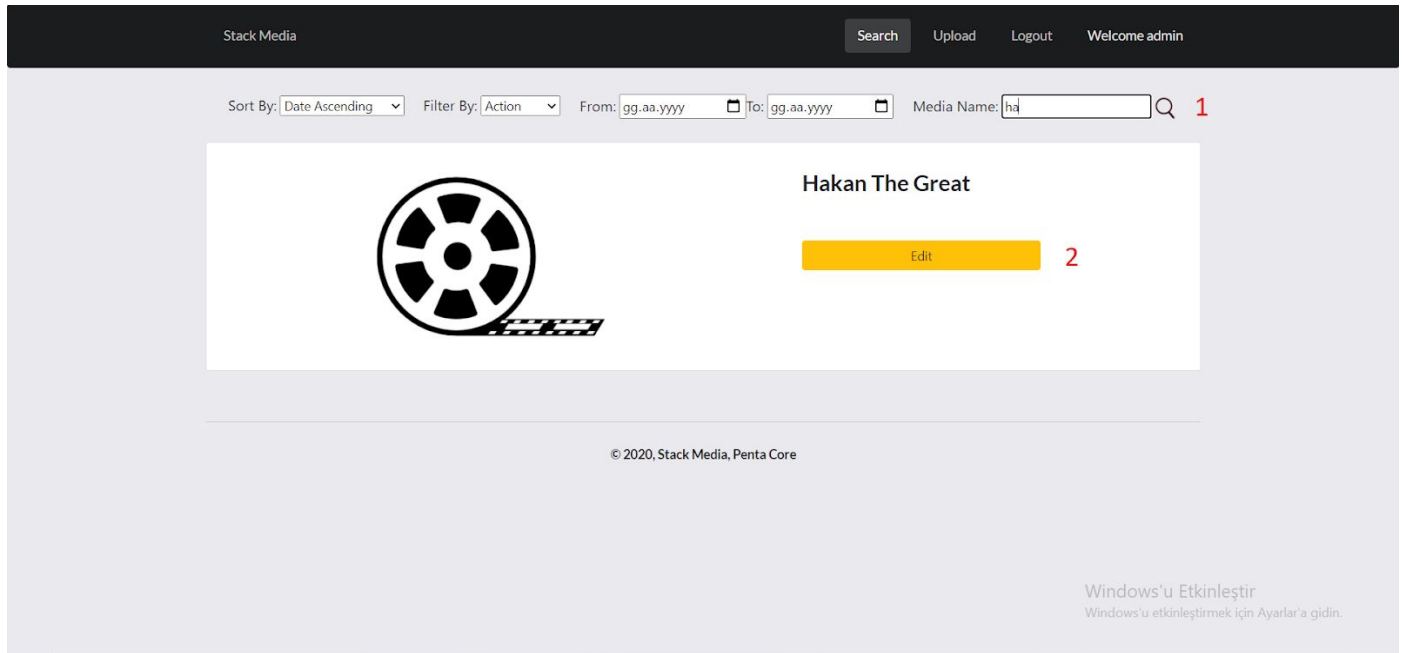 Stack Media Search Upload Logout Welcome admin
Sort By: Date Ascending Filter By: Action From: gg.aa.yyyy To: gg.aa.yyyy Media Name: ha 1
Hakan The Great
Edit 2
© 2020, Stack Media, Penta Core
Windows'u Etkinleştir
Windows'u etkinleştirmek için Ayarlar'a gidin.